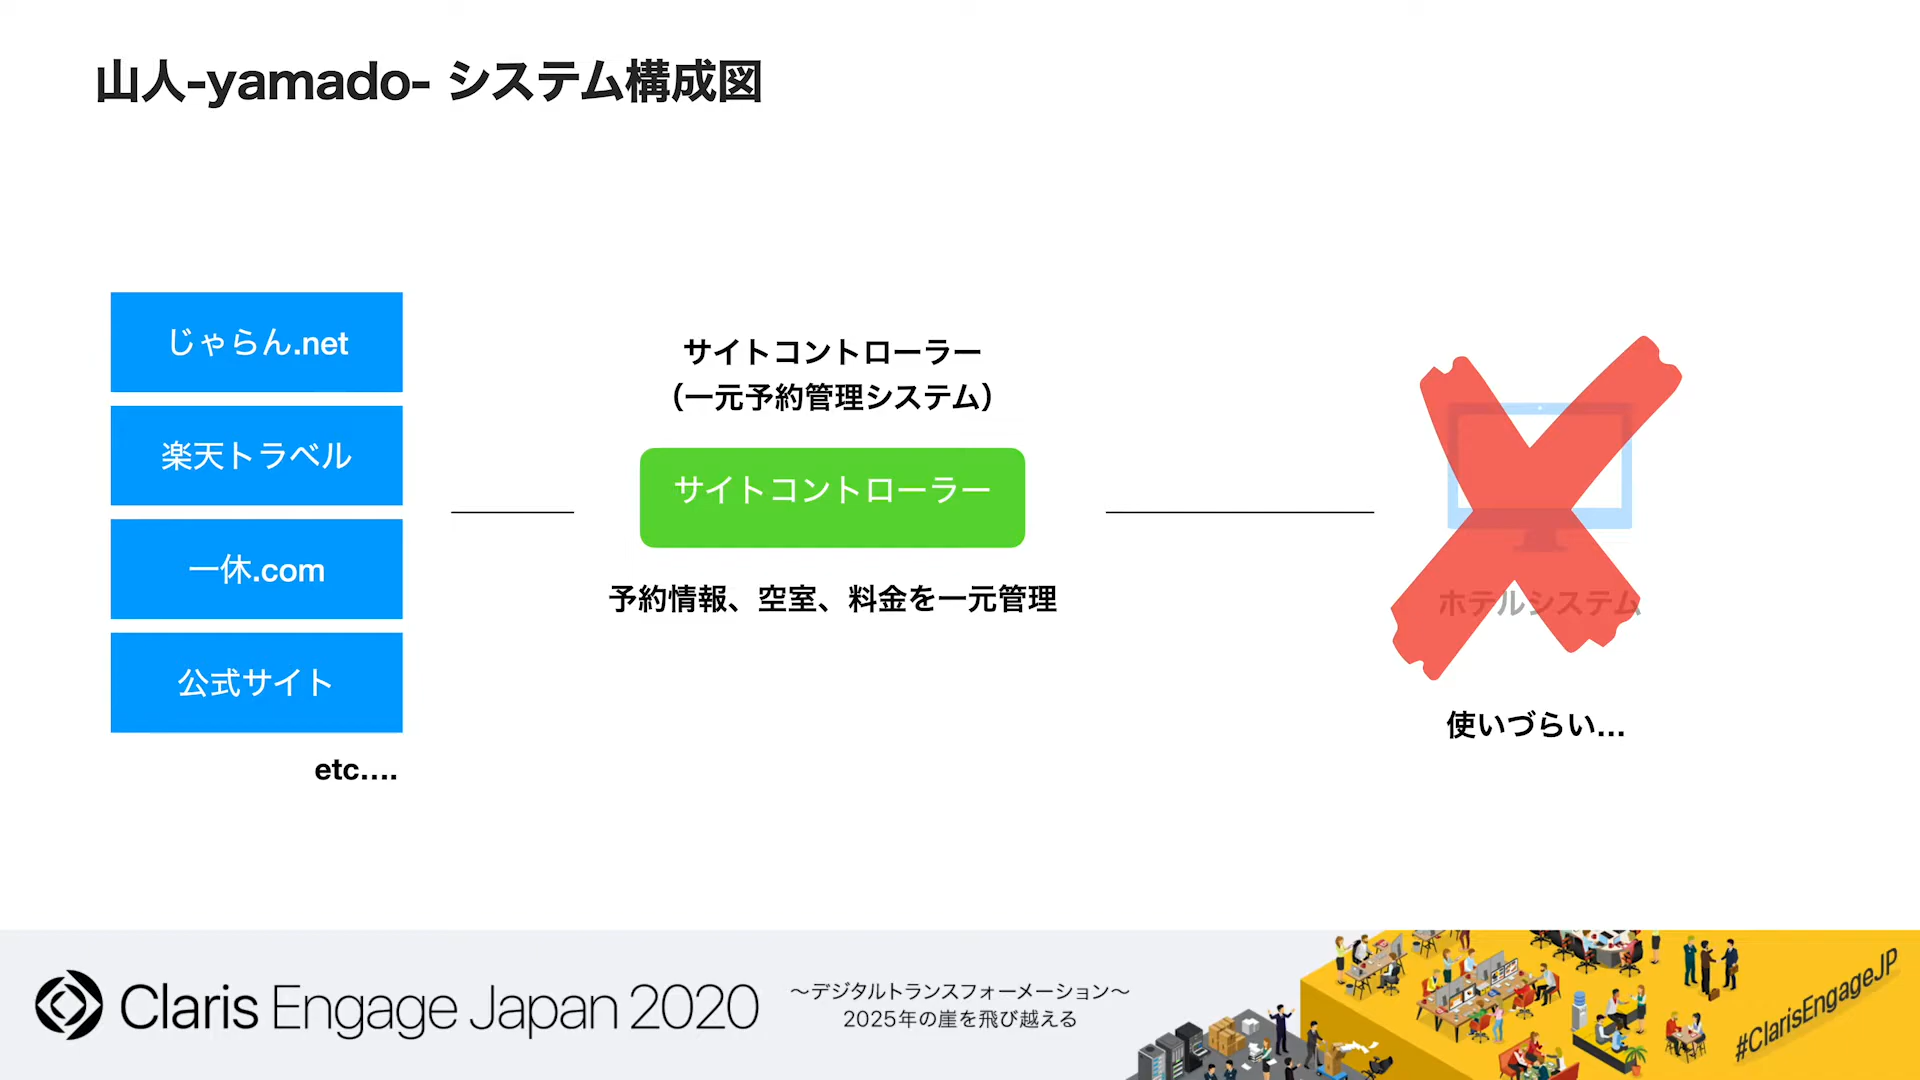 山人-yamado- システム構成図
じゃらん.net
楽天トラベル
一休.com
公式サイト
etc....
サイトコントローラー
（一元予約管理システム）
サイトコントローラー
予約情報、空室、料金を一元管理
ホテルシステム
使いづらい...
Claris Engage Japan 2020
〜デジタルトランスフォーメーション〜
2025年の崖を飛び越える
#ClarisEngageJP